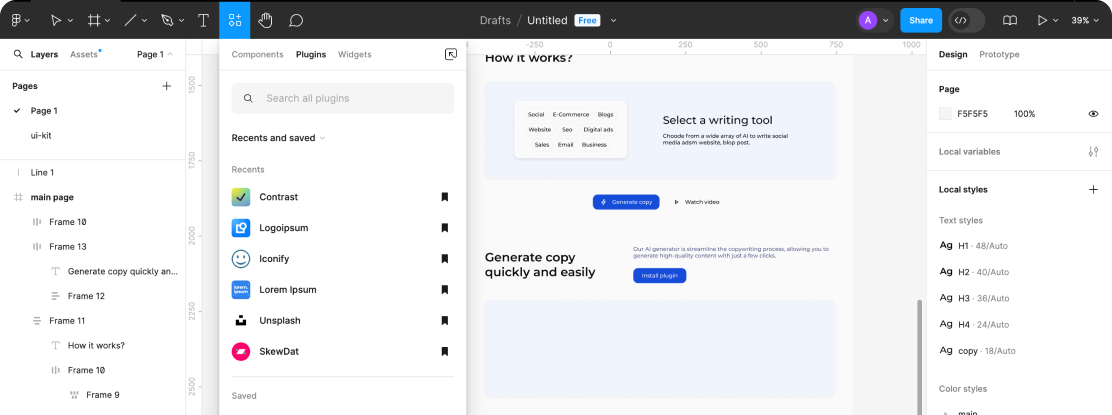 Drafts / Untitled Free
A
Share
39%
Layers
Assets
Page 1
Pages
Page 1
ui-kit
Line 1
main page
Frame 10
Frame 13
Generate copy quickly an...
Frame 12
Frame 11
How it works?
Frame 10
Frame 9
Components Plugins Widgets
Search all plugins
Recents and saved
Recents
Contrast
Logoipsum
Iconify
lorem,
ipsum
Lorem Ipsum
Unsplash
SkewDat
Saved
-250 0 250 500 750 1000
1500
1750
2000
2250
2500
How it works?
Social E-Commerce Blogs
Website Seo Digital ads
Sales Email Business
Select a writing tool
Choode from a wide array of AI to write social
media adsm website, blop post.
Generate copy
Watch video
Generate copy
quickly and easily
Our AI generator is streamline the copywriting process, allowing you to
generate high-quality content with just a few clicks.
Install plugin
Design Prototype
Page
F5F5F5 100%
Local variables
Local styles
Text styles
Ag H1 · 48/Auto
Ag H2 · 40/Auto
Ag H3 · 36/Auto
Ag H4 · 24/Auto
Ag copy · 18/Auto
Color styles
main